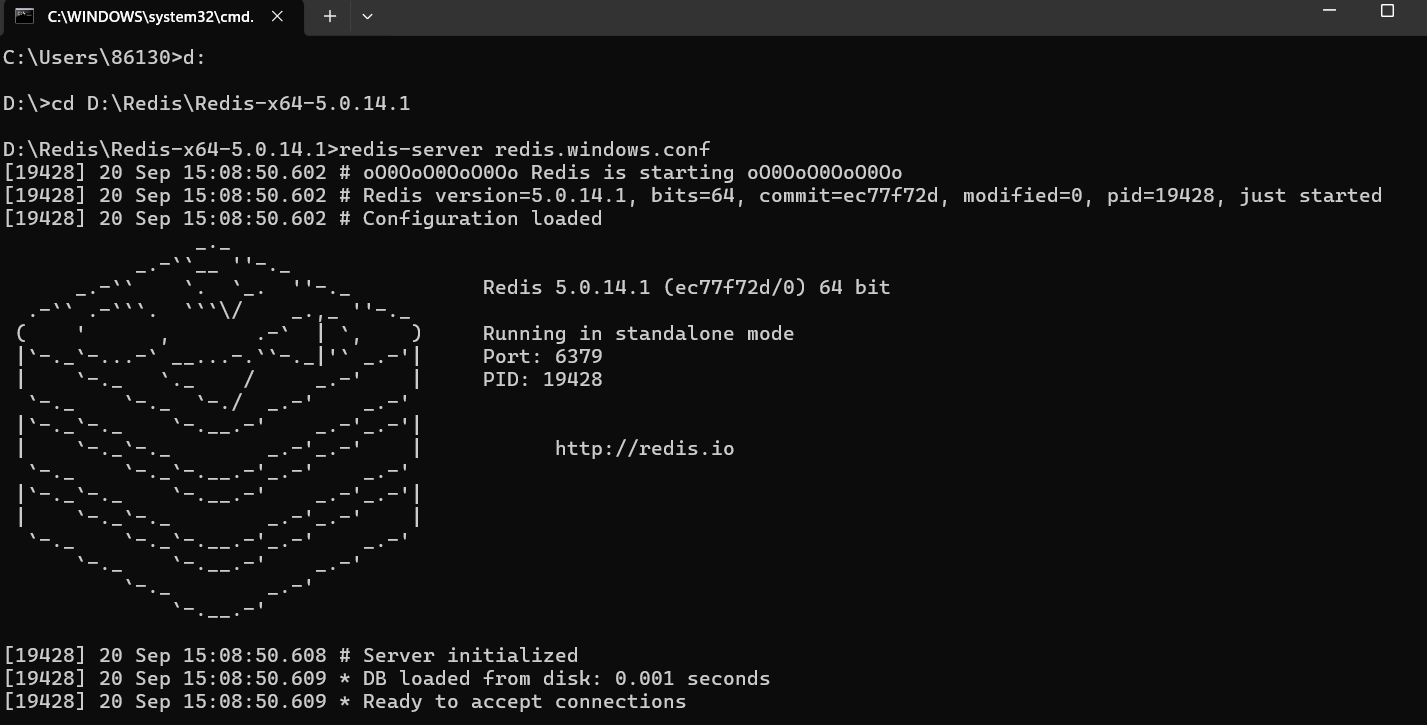 C:\WINDOWS\system32\cmd.
C:\Users\86130>d:
D:\>cd D:\Redis\Redis-x64-5.0.14.1
D:\Redis\Redis-x64-5.0.14.1>redis-server redis.windows.conf
[19428] 20 Sep 15:08:50.602 # oO0OoO0OoO0Oo Redis is starting oO0OoO0OoO0Oo
[19428] 20 Sep 15:08:50.602 # Redis version=5.0.14.1, bits=64, commit=ec77f72d, modified=0, pid=19428, just started
[19428] 20 Sep 15:08:50.602 # Configuration loaded
Redis 5.0.14.1 (ec77f72d/0) 64 bit
Running in standalone mode
Port: 6379
PID: 19428
http://redis.io
[19428] 20 Sep 15:08:50.608 # Server initialized
[19428] 20 Sep 15:08:50.609 * DB loaded from disk: 0.001 seconds
[19428] 20 Sep 15:08:50.609 * Ready to accept connections